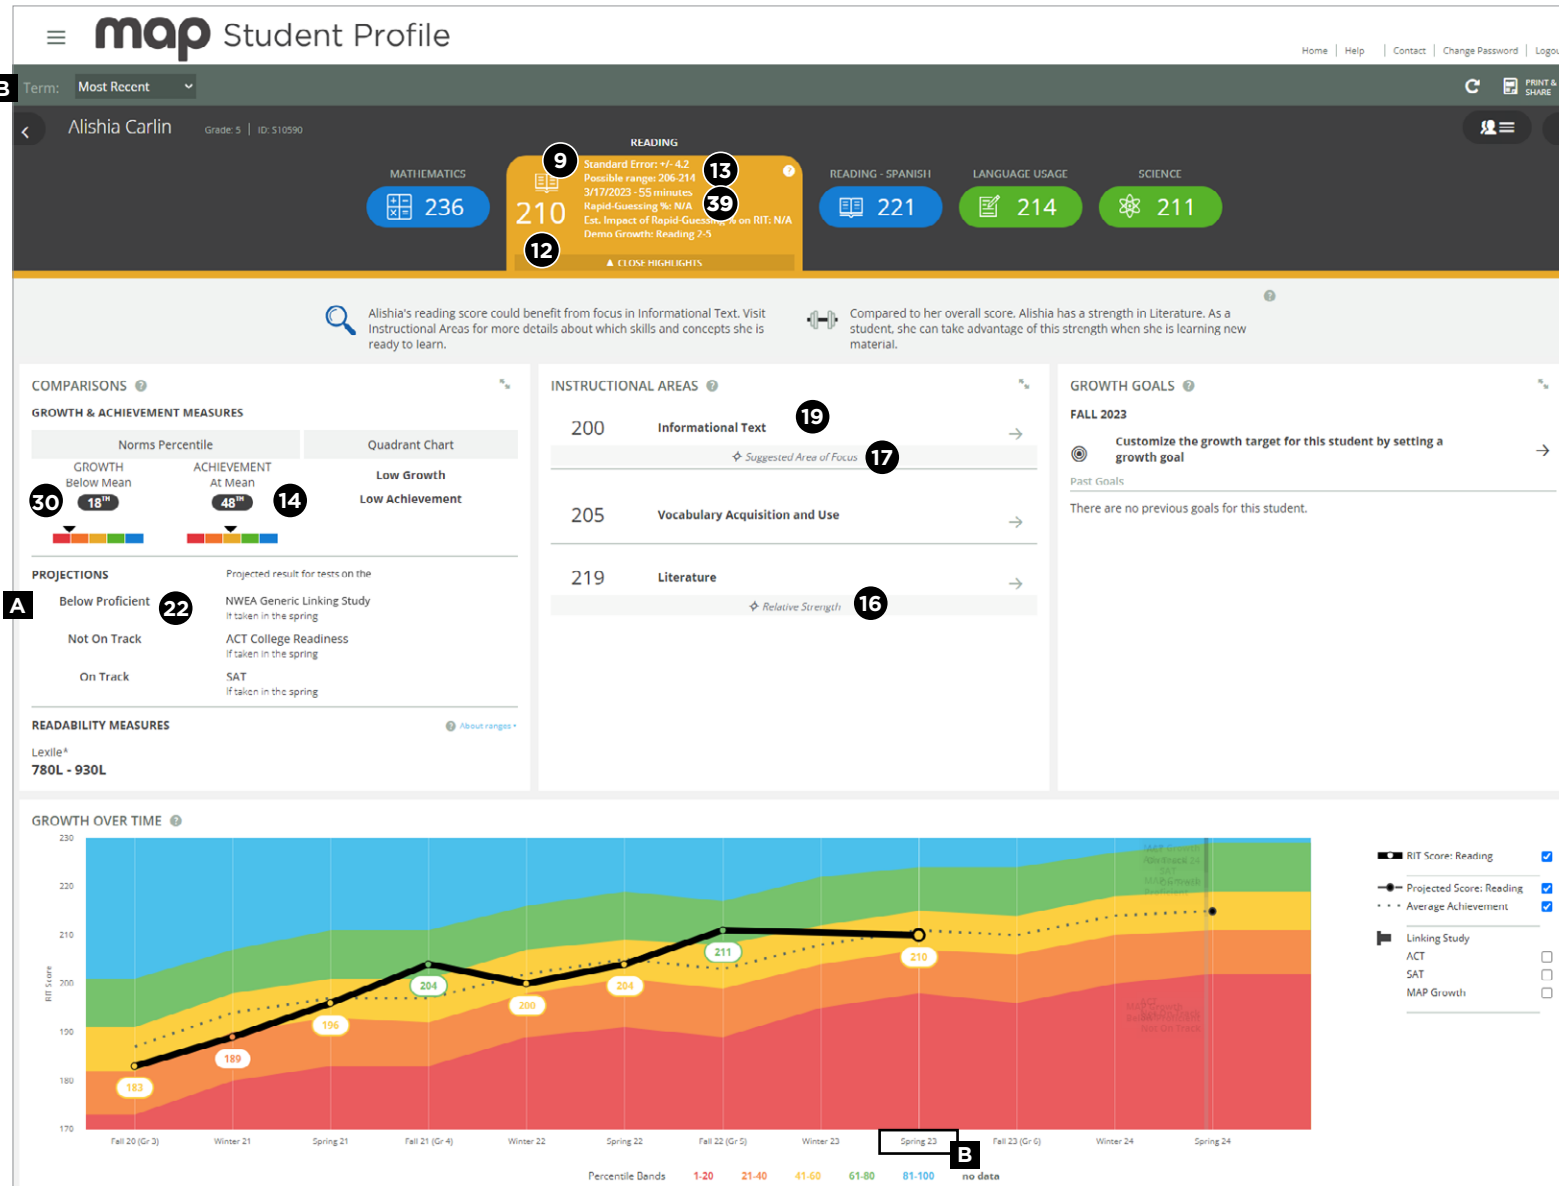 map Student Profile
Home | Help | Contact | Change Password | Logou
B Term: Most Recent
PRINT & SHARE
Alishia Carlin Grade: 5 | ID: S10590
READING
MATHEMATICS
236
9
210
12
Standard Error: +/- 4.2
Possible range: 206-214
13
3/17/2023 - 55 minutes
Rapid-Guessing %: N/A
39
Est. Impact of Rapid-Guessing % on RIT: N/A
Demo Growth: Reading 2-5
CLOSE HIGHLIGHTS
READING - SPANISH
221
LANGUAGE USAGE
214
SCIENCE
211
Alishia's reading score could benefit from focus in Informational Text. Visit
Instructional Areas for more details about which skills and concepts she is
ready to learn.
Compared to her overall score. Alishia has a strength in Literature. As a
student, she can take advantage of this strength when she is learning new
material.
COMPARISONS
GROWTH & ACHIEVEMENT MEASURES
Norms Percentile
Quadrant Chart
GROWTH
Below Mean
30 18TH
ACHIEVEMENT
At Mean
48TH 14
Low Growth
Low Achievement
PROJECTIONS
Projected result for tests on the
A Below Proficient 22
NWEA Generic Linking Study
If taken in the spring
Not On Track
ACT College Readiness
If taken in the spring
On Track
SAT
If taken in the spring
READABILITY MEASURES
About ranges
Lexile®
780L - 930L
INSTRUCTIONAL AREAS
200 Informational Text 19
Suggested Area of Focus 17
205 Vocabulary Acquisition and Use
219 Literature
Relative Strength 16
GROWTH GOALS
FALL 2023
Customize the growth target for this student by setting a
growth goal
Past Goals
There are no previous goals for this student.
GROWTH OVER TIME
230
220
210
200
190
180
170
RIT Score
183
189
196
204
200
204
211
210
Fall 20 (Gr 3)
Winter 21
Spring 21
Fall 21 (Gr 4)
Winter 22
Spring 22
Fall 22 (Gr 5)
Winter 23
Spring 23
B
Fall 23 (Gr 6)
Winter 24
Spring 24
Not On Track
Percentile Bands 1-20 21-40 41-60 61-80 81-100 no data
RIT Score: Reading
Projected Score: Reading
Average Achievement
Linking Study
ACT
SAT
MAP Growth